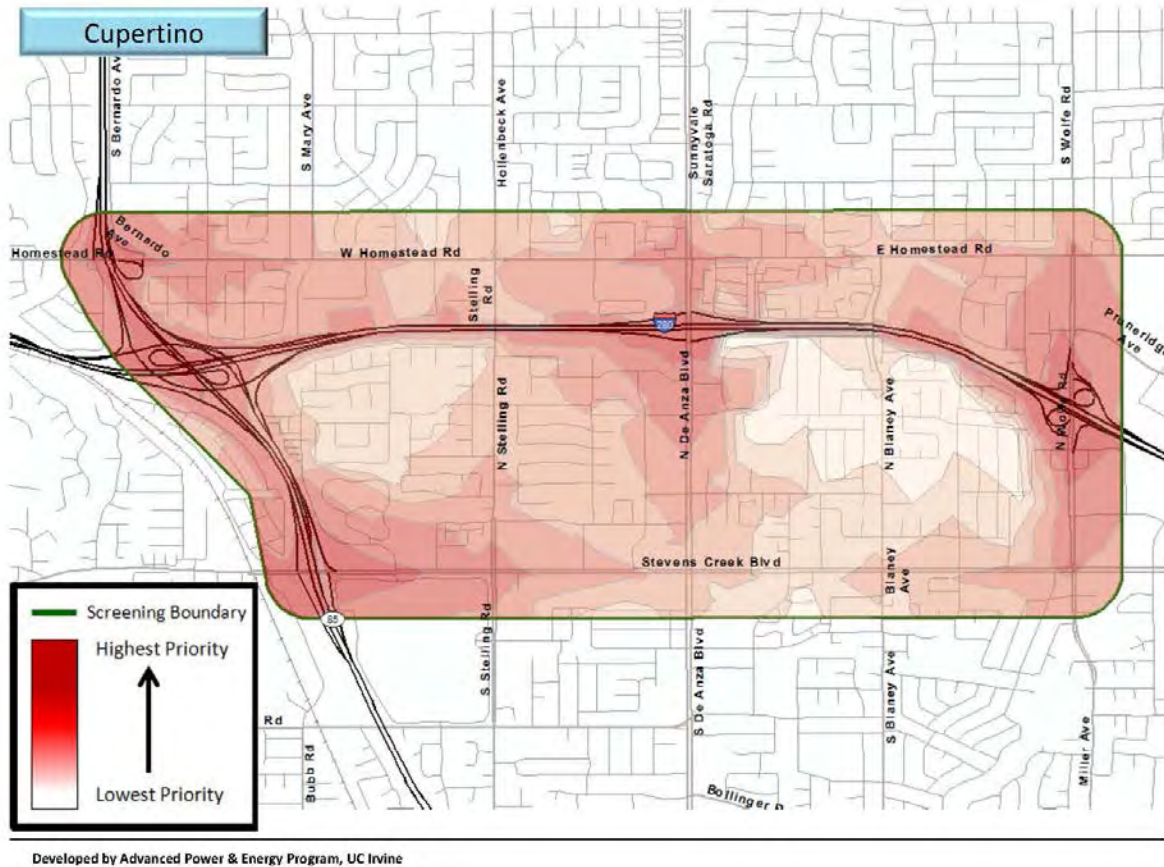 Cupertino
S Bernardo Av
S Mary Ave
Hollenbeck Ave
Sunnyvale
Saratoga Rd
S Wolfe Rd
Bernardo
Ave
Homestead Rd
W Homestead Rd
E Homestead Rd
Stelling
Rd
280
Pruneridge
Ave
N Stelling Rd
N De Anza Blvd
N Blaney Ave
N Wolfe Rd
Stevens Creek Blvd
Blaney
Ave
85
S Stelling Rd
S De Anza Blvd
S Blaney Ave
Miller Ave
Rd
Bubb Rd
Bollinger
Screening Boundary
Highest Priority
Lowest Priority
Developed by Advanced Power & Energy Program, UC Irvine